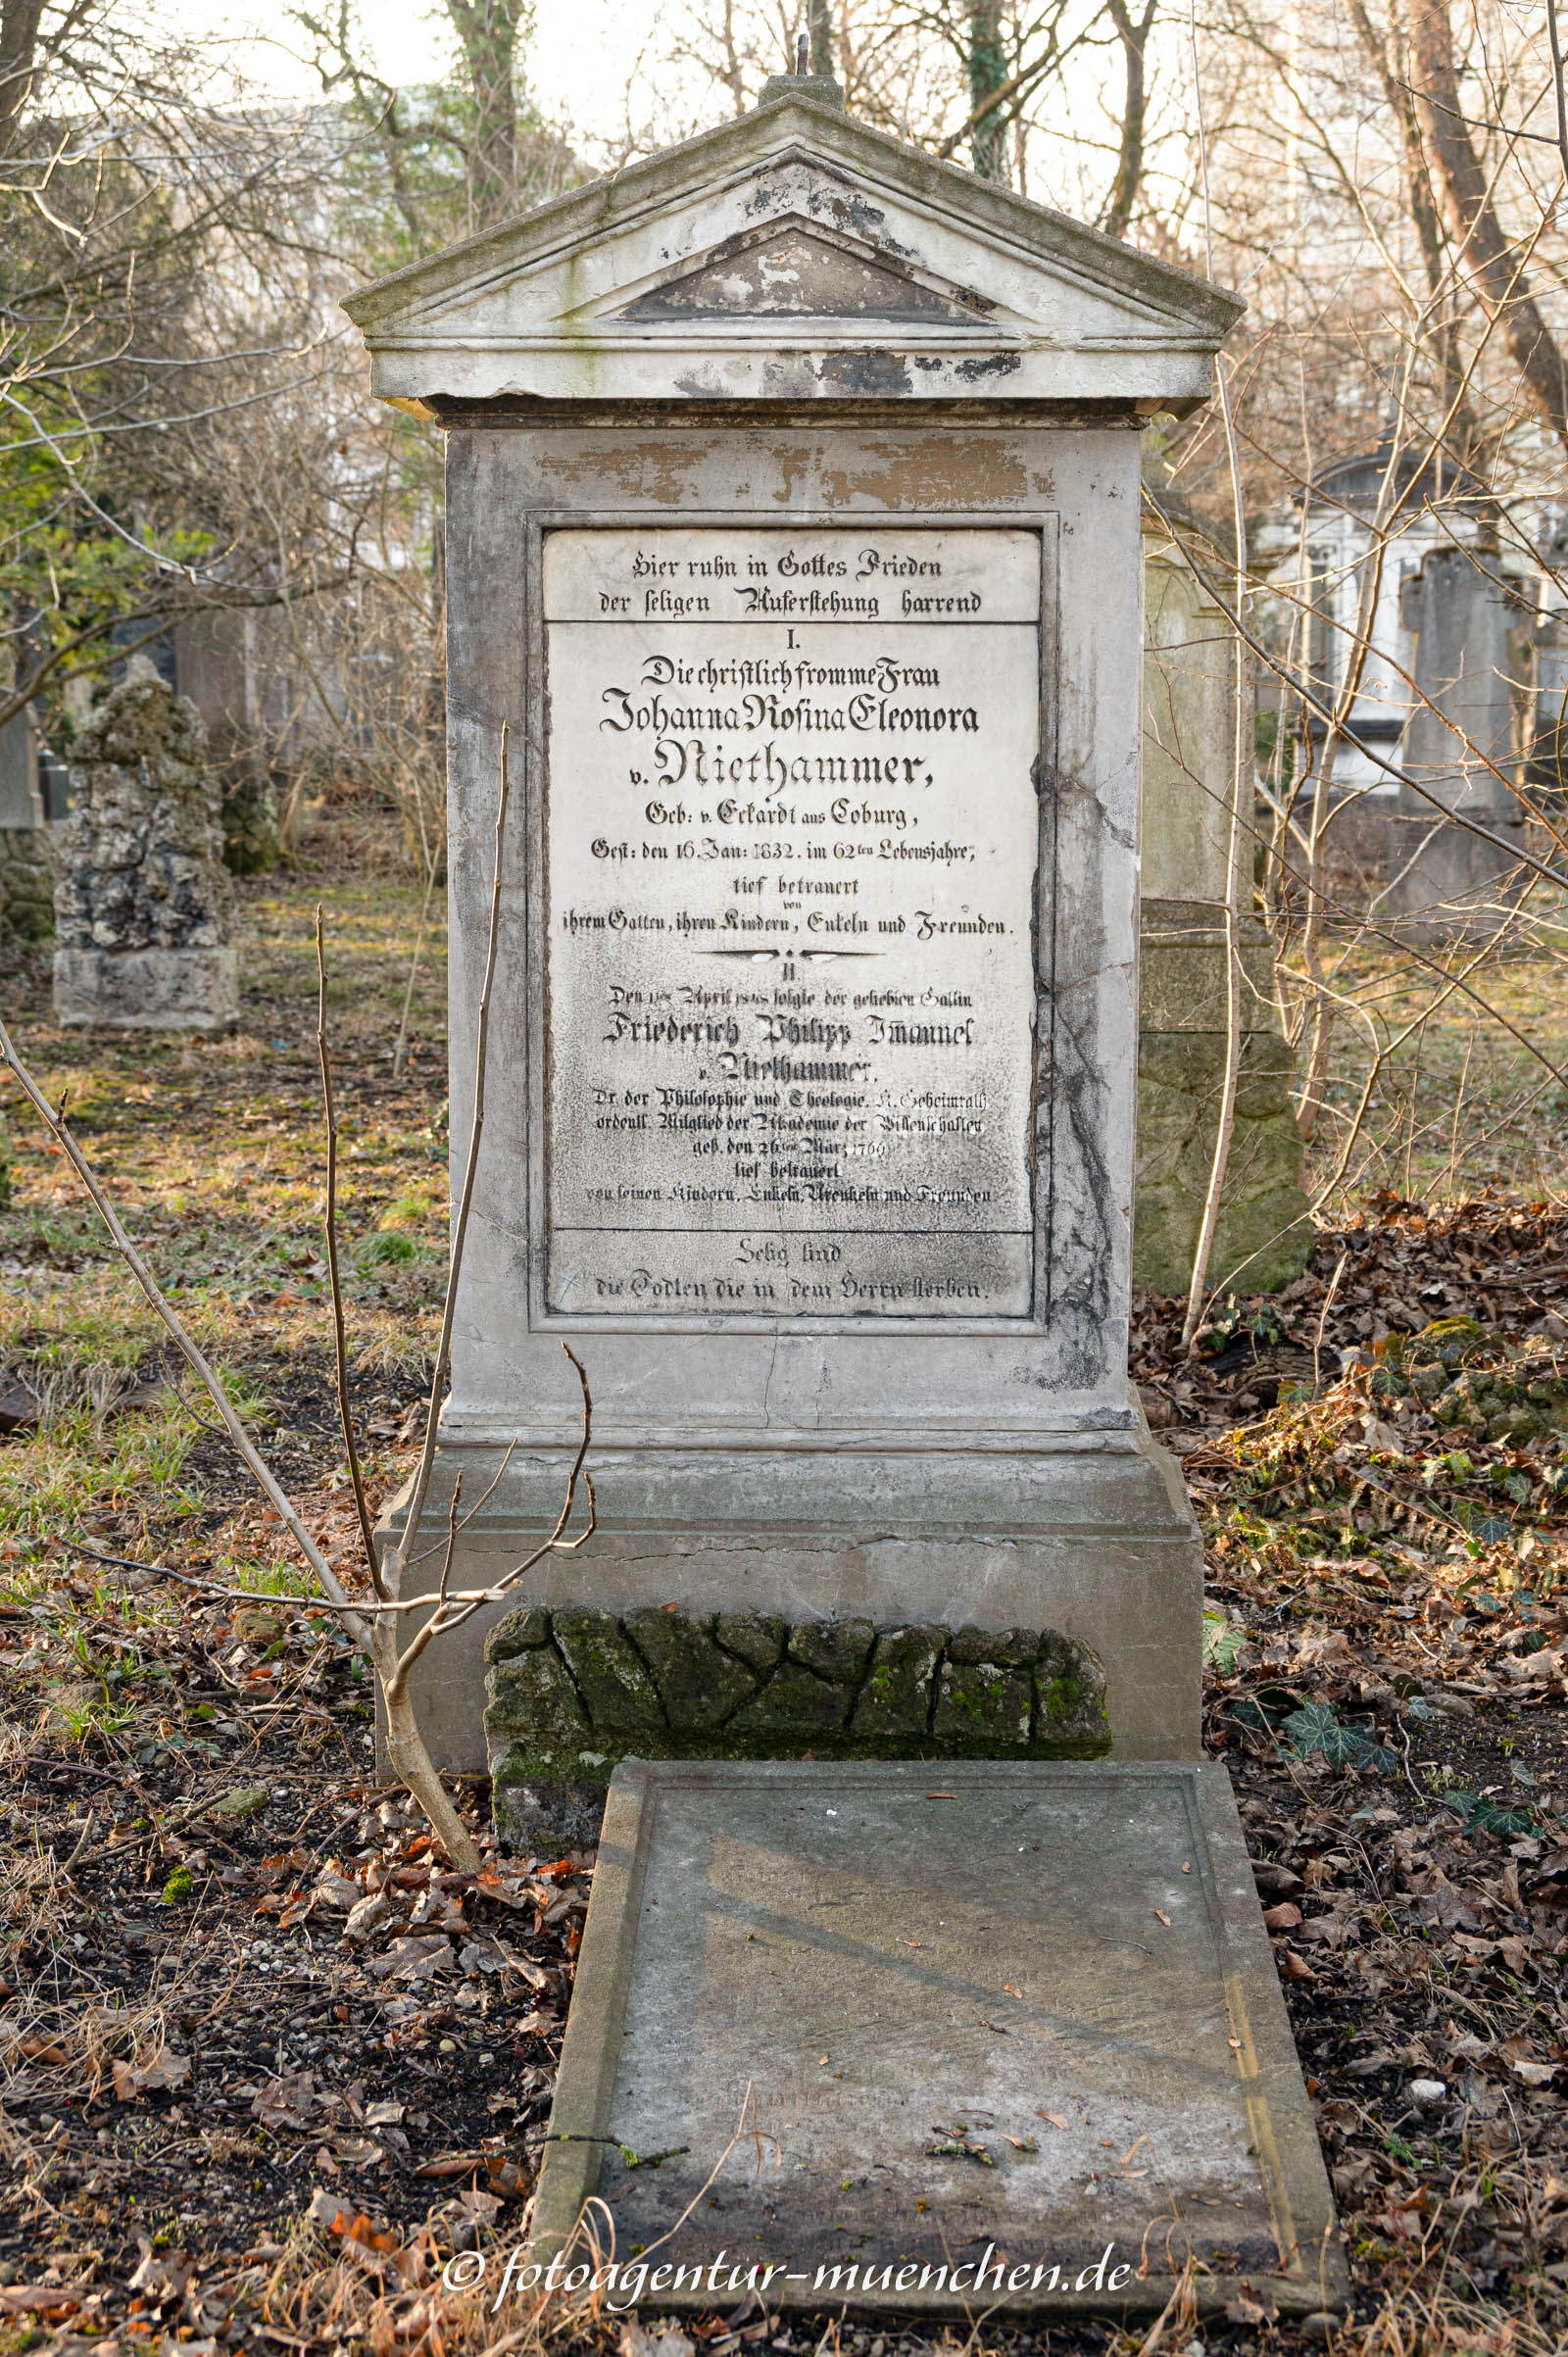 Hier ruhn in Gottes Frieden
der seligen Auferstehung harrend
I.
Die christlich fromme Frau
Johanna Rosina Eleonora
v. Niethammer,
Geb: v. Eckardt aus Coburg,
Gest: den 16. Jan: 1832. im 62ten Lebensjahre,
tief betrauert
von
ihrem Gatten, ihren Kindern, Enkeln und Freunden.
II.
Den April folgte der geliebten Gattin
Friederich Philipp Im̅anuel
v. Niethammer.
Dr. der Philosophie und Theologie, K. Geheimrath
ordentl. Mitglied der Akademie der Wissenschaften
geb. den 26ten März 1766
tief betrauert
von seinen Kindern, Enkeln, Urenkeln und Freunden
Selig sind
die Todten die in dem Herrn sterben.
© fotoagentur-muenchen.de